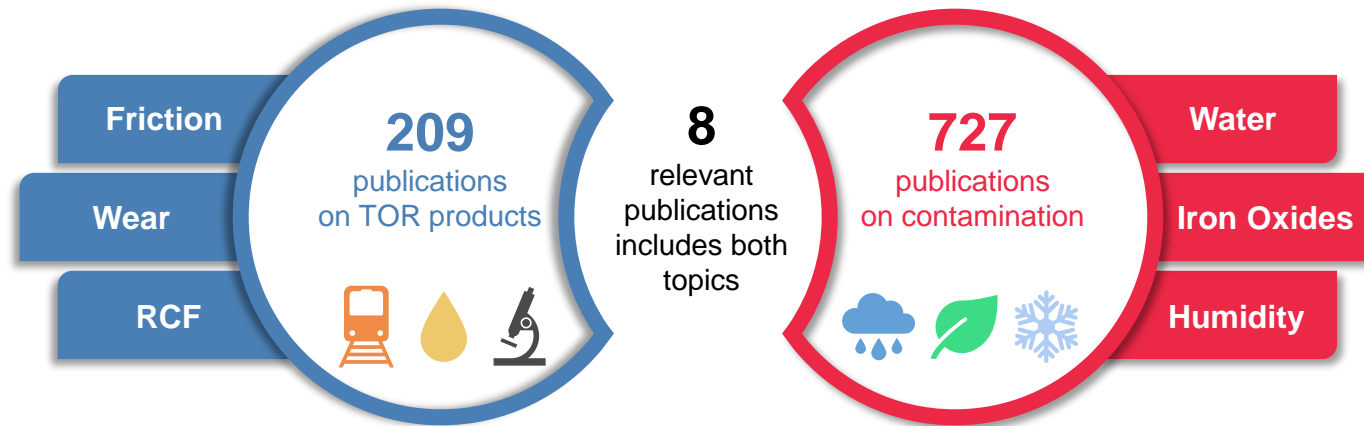 Friction
Wear
RCF
209
publications
on TOR products
8
relevant
publications
includes both
topics
727
publications
on contamination
Water
Iron Oxides
Humidity